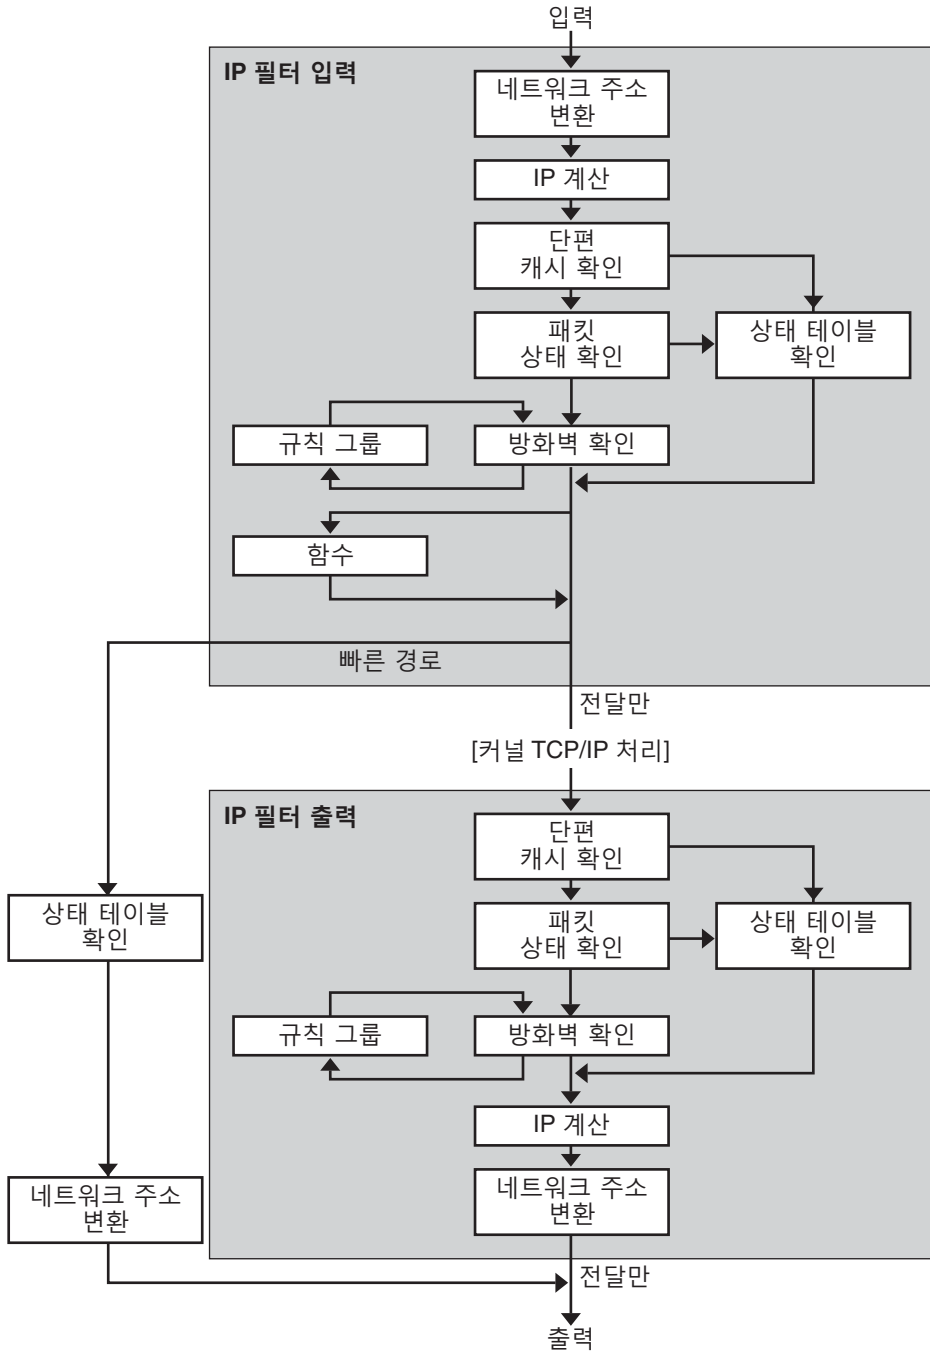 입력
IP 필터 입력
네트워크 주소
변환
IP 계산
단편
캐시 확인
패킷
상태 확인
상태 테이블
확인
규칙 그룹
방화벽 확인
함수
빠른 경로
전달만
[커널 TCP/IP 처리]
IP 필터 출력
단편
캐시 확인
상태 테이블
확인
패킷
상태 확인
상태 테이블
확인
규칙 그룹
방화벽 확인
IP 계산
네트워크 주소
변환
네트워크 주소
변환
전달만
출력